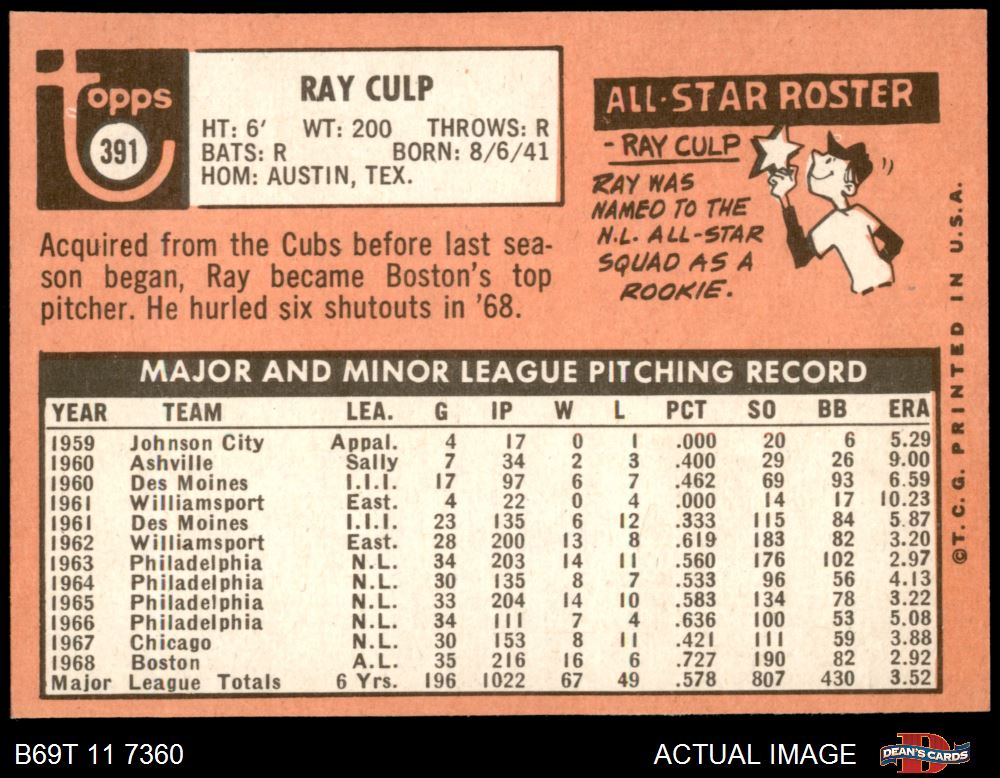 Topps
391
RAY CULP
HT: 6' WT: 200 THROWS: R
BATS: R BORN: 8/6/41
HOM: AUSTIN, TEX.
Acquired from the Cubs before last sea-
son began, Ray became Boston's top
pitcher. He hurled six shutouts in '68.
ALL-STAR ROSTER
- RAY CULP
RAY WAS
NAMED TO THE
N.L. ALL-STAR
SQUAD AS A
ROOKIE.
©T.C.G. PRINTED IN U.S.A.
MAJOR AND MINOR LEAGUE PITCHING RECORD
YEAR TEAM LEA. G IP W L PCT SO BB ERA
1959 Johnson City Appal. 4 17 0 1 .000 20 6 5.29
1960 Ashville Sally 7 34 2 3 .400 29 26 9.00
1960 Des Moines I.I.I. 17 97 6 7 .462 69 93 6.59
1961 Williamsport East. 4 22 0 4 .000 14 17 10.23
1961 Des Moines I.I.I. 23 135 6 12 .333 115 84 5.87
1962 Williamsport East. 28 200 13 8 .619 183 82 3.20
1963 Philadelphia N.L. 34 203 14 11 .560 176 102 2.97
1964 Philadelphia N.L. 30 135 8 7 .533 96 56 4.13
1965 Philadelphia N.L. 33 204 14 10 .583 134 78 3.22
1966 Philadelphia N.L. 34 111 7 4 .636 100 53 5.08
1967 Chicago N.L. 30 153 8 11 .421 111 59 3.88
1968 Boston A.L. 35 216 16 6 .727 190 82 2.92
Major League Totals 6 Yrs. 196 1022 67 49 .578 807 430 3.52
B69T 11 7360
ACTUAL IMAGE
DEAN'S CARDS